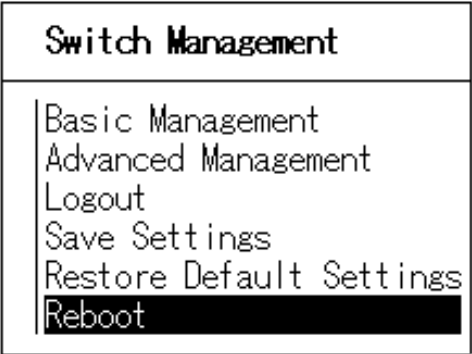 Switch Management
Basic Management
Advanced Management
Logout
Save Settings
Restore Default Settings
Reboot